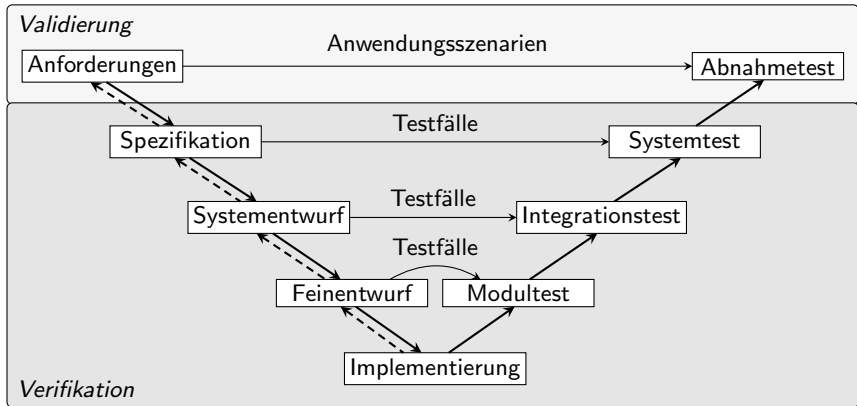 Validierung
Anwendungsszenarien
Anforderungen
Abnahmetest
Testfälle
Spezifikation
Systemtest
Testfälle
Systementwurf
Integrationstest
Testfälle
Feinentwurf
Modultest
Implementierung
Verifikation